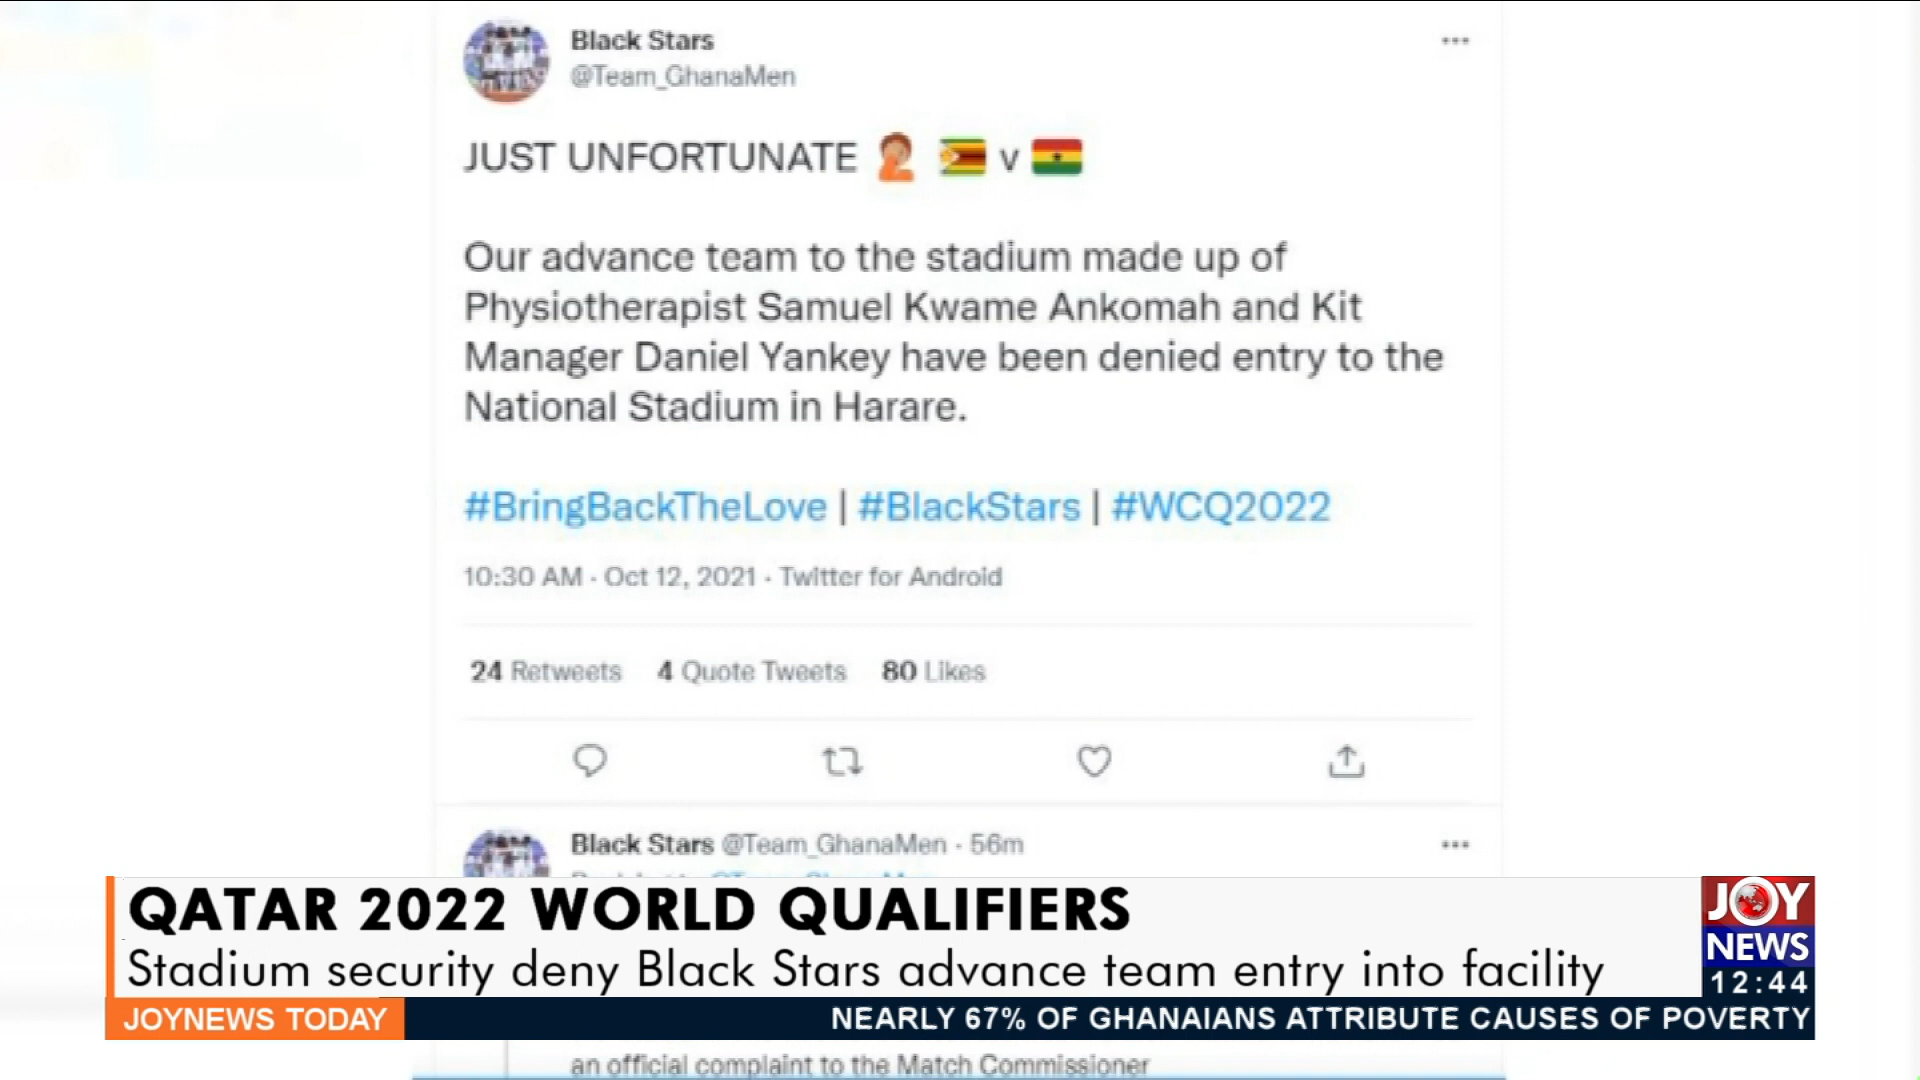 Black Stars
@Team_GhanaMen
JUST UNFORTUNATE 🤦 🇿🇼 v 🇬🇭
Our advance team to the stadium made up of
Physiotherapist Samuel Kwame Ankomah and Kit
Manager Daniel Yankey have been denied entry to the
National Stadium in Harare.
#BringBackTheLove | #BlackStars | #WCQ2022
10:30 AM · Oct 12, 2021 · Twitter for Android
24 Retweets 4 Quote Tweets 80 Likes
Black Stars @Team_GhanaMen · 56m
QATAR 2022 WORLD QUALIFIERS
Stadium security deny Black Stars advance team entry into facility
JOY
NEWS
12:44
JOYNEWS TODAY
NEARLY 67% OF GHANAIANS ATTRIBUTE CAUSES OF POVERTY
an official complaint to the Match Commissioner